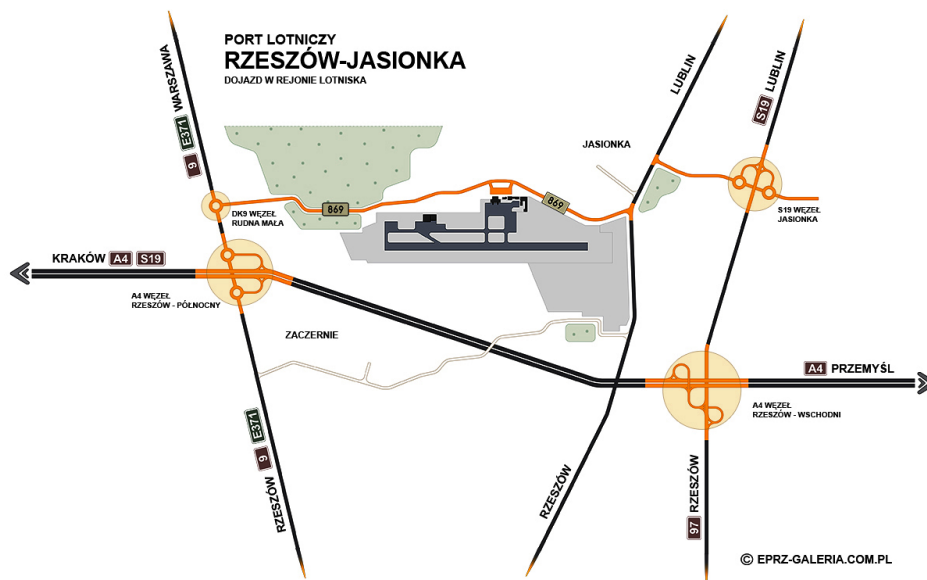 PORT LOTNICZY
RZESZÓW-JASIONKA
DOJAZD W REJONIE LOTNISKA
WARSZAWA
E371
9
LUBLIN
S19 LUBLIN
JASIONKA
869
869
DK9 WĘZEŁ
RUDNA MAŁA
S19 WĘZEŁ
JASIONKA
KRAKÓW A4 S19
A4 WĘZEŁ
RZESZÓW - PÓŁNOCNY
ZACZERNIE
A4 PRZEMYŚL
A4 WĘZEŁ
RZESZÓW - WSCHODNI
E371
9
RZESZÓW
RZESZÓW
97 RZESZÓW
© EPRZ-GALERIA.COM.PL